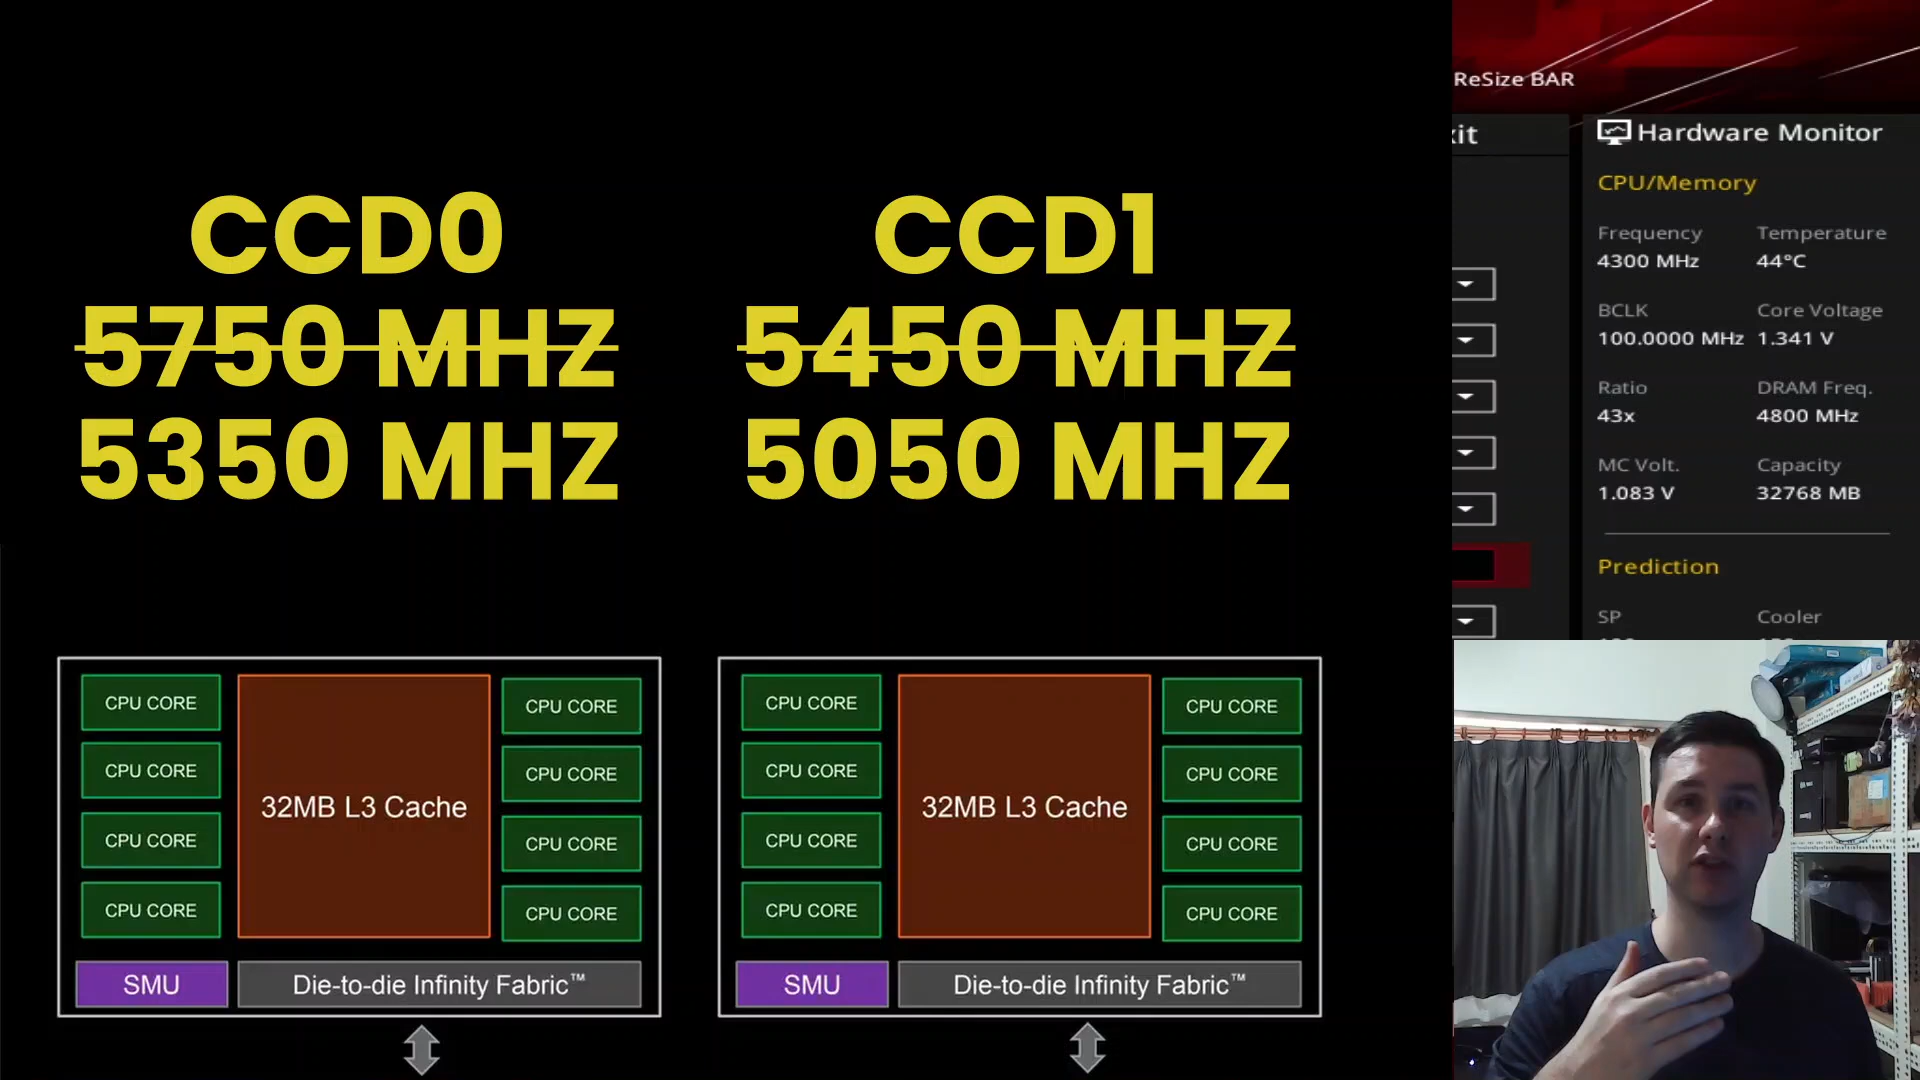 CCD0
5750 MHZ
5350 MHZ
CCD1
5450 MHZ
5050 MHZ
CPU CORE
CPU CORE
CPU CORE
CPU CORE
32MB L3 Cache
CPU CORE
CPU CORE
CPU CORE
CPU CORE
SMU
Die-to-die Infinity Fabric™
CPU CORE
CPU CORE
CPU CORE
CPU CORE
32MB L3 Cache
CPU CORE
CPU CORE
CPU CORE
CPU CORE
SMU
Die-to-die Infinity Fabric™
ReSize BAR
xit
Hardware Monitor
CPU/Memory
Frequency Temperature
4300 MHz 44°C
BCLK Core Voltage
100.0000 MHz 1.341 V
Ratio DRAM Freq.
43x 4800 MHz
MC Volt. Capacity
1.083 V 32768 MB
Prediction
SP Cooler